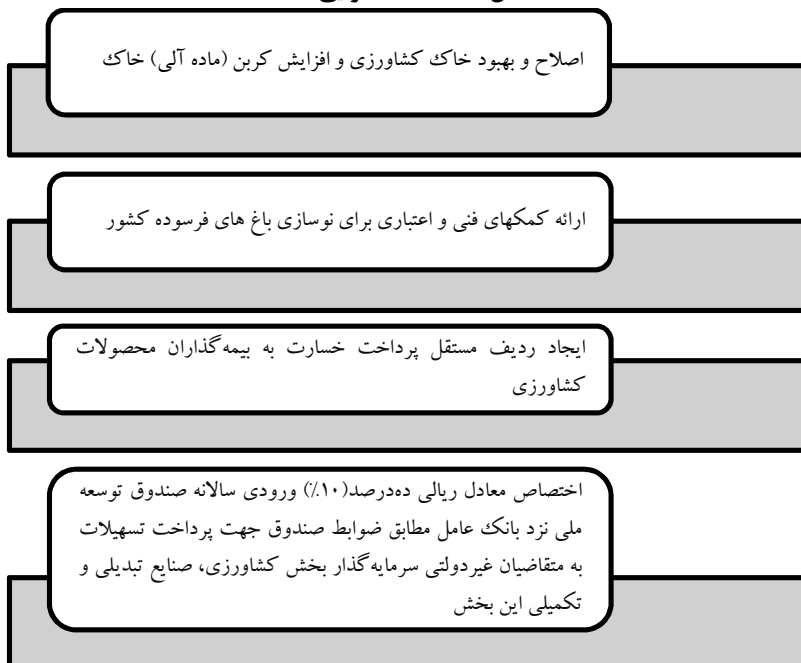 اصلاح و بهبود خاک کشاورزی و افزایش کربن (ماده آلی) خاک
ارائه کمکهای فنی و اعتباری برای نوسازی باغ های فرسوده کشور
ایجاد ردیف مستقل پرداخت خسارت به بیمه‌گذاران محصولات
کشاورزی
اختصاص معادل ریالی ده‌درصد(۱۰٪) ورودی سالانه صندوق توسعه
ملی نزد بانک عامل مطابق ضوابط صندوق جهت پرداخت تسهیلات
به متقاضیان غیردولتی سرمایه‌گذار بخش کشاورزی، صنایع تبدیلی و
تکمیلی این بخش